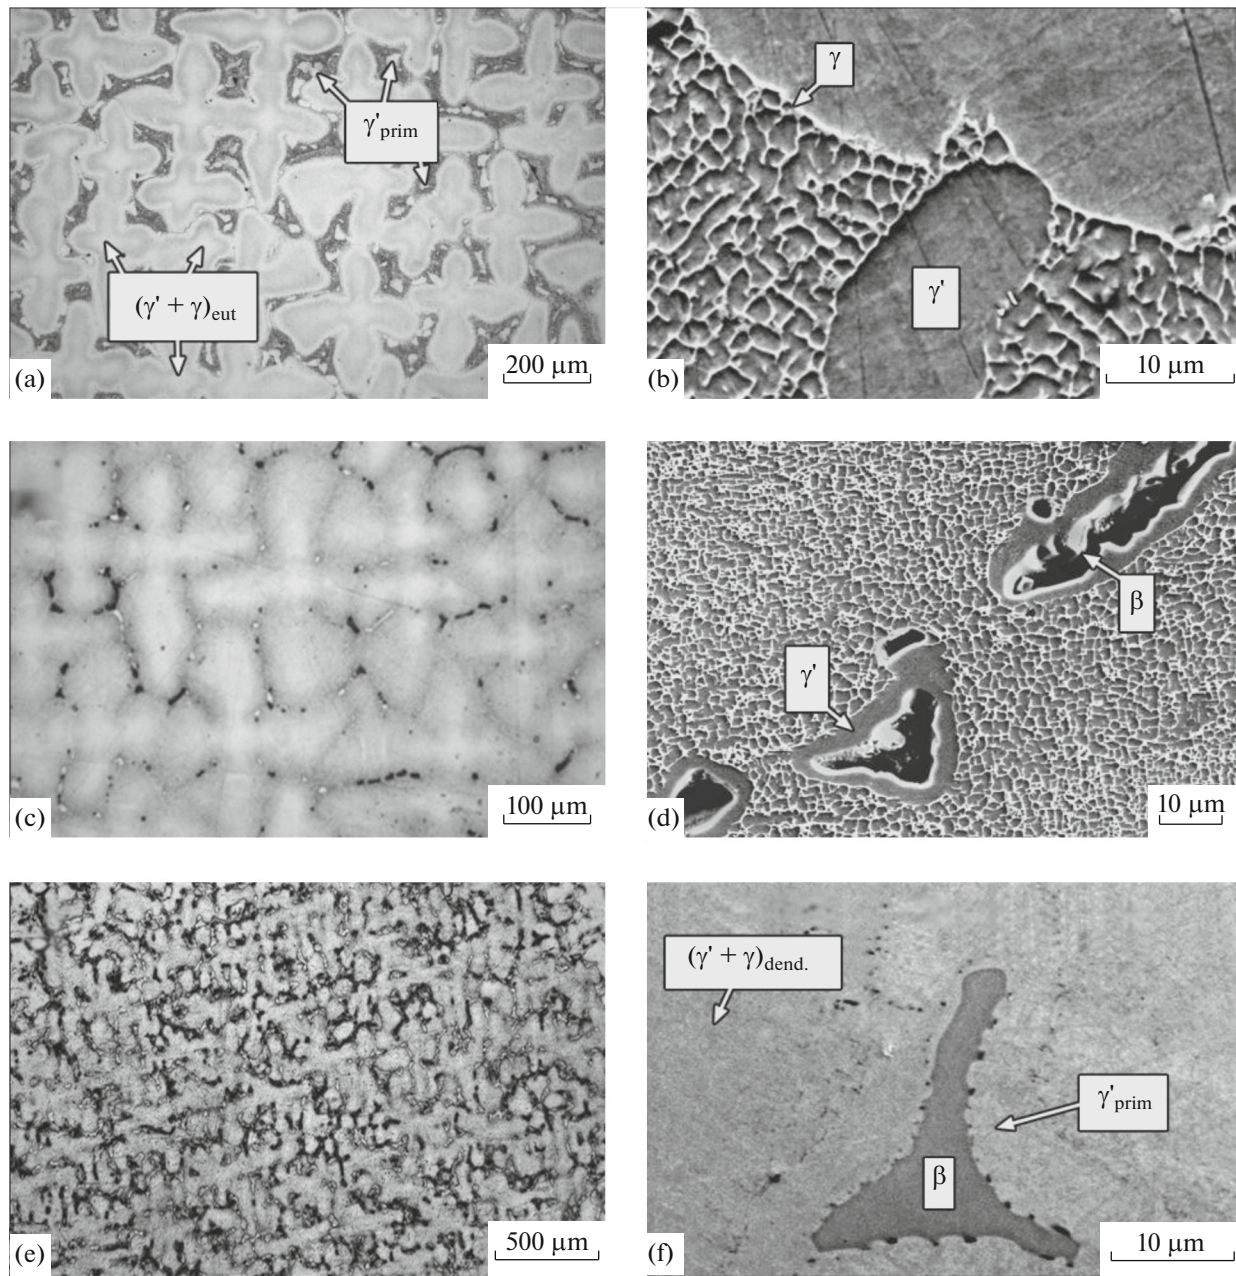 γ'prim
(γ' + γ)eut
(a)
200 μm
γ
γ'
(b)
10 μm
(c)
100 μm
β
γ'
(d)
10 μm
(e)
500 μm
(γ' + γ)dend.
γ'prim
β
(f)
10 μm